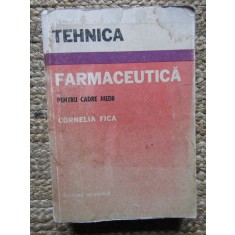 TEHNICA
FARMACEUTICĂ
PENTRU CADRE MEDII
CORNELIA FICA